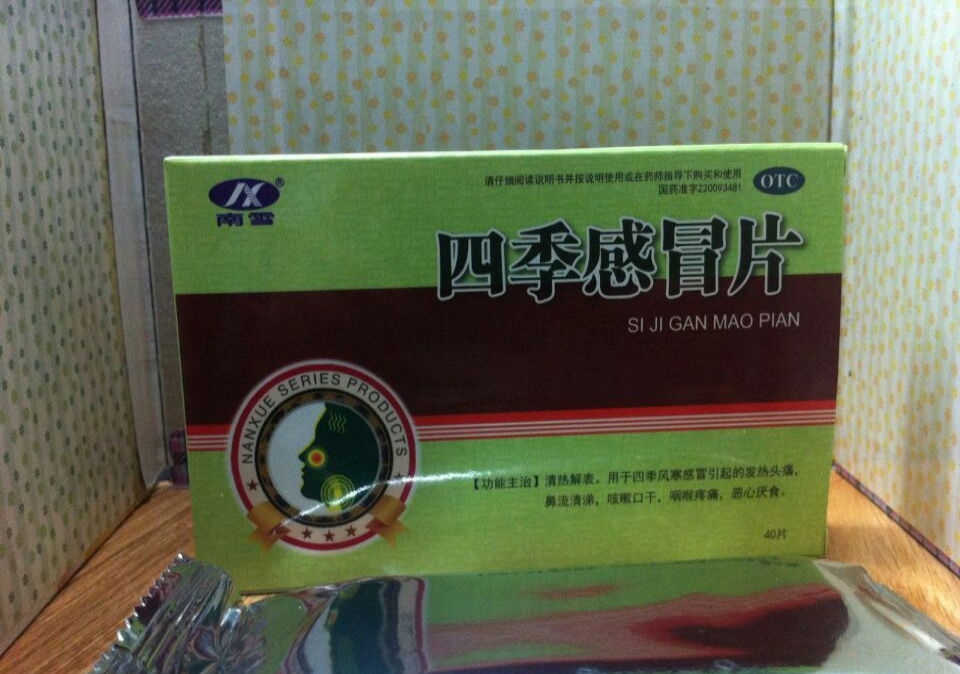 南雪
请仔细阅读说明书并按说明使用或在药师指导下购买和使用
国药准字Z20093481
OTC
四季感冒片
SI JI GAN MAO PIAN
NANXUE SERIES PRODUCTS
【功能主治】清热解表。用于四季风寒感冒引起的发热头痛,
鼻流清涕,咳嗽口干,咽喉疼痛,恶心厌食。
40片